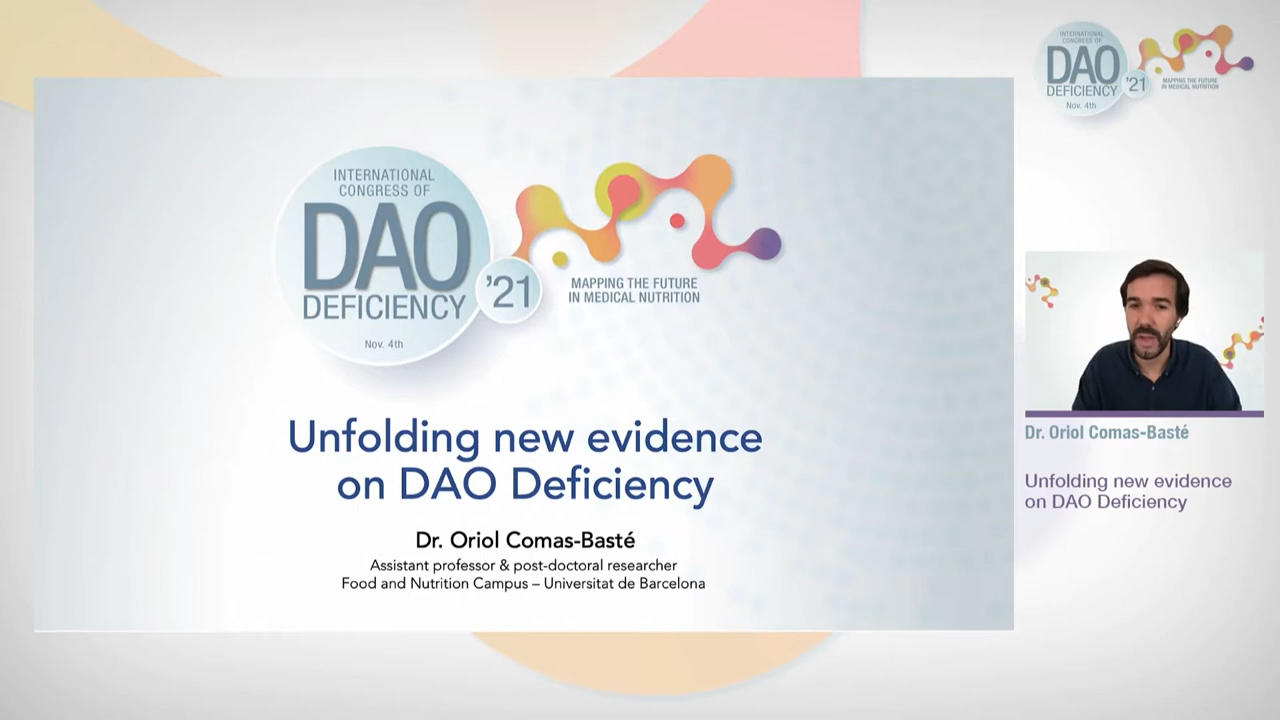 INTERNATIONAL
CONGRESS OF
DAO
DEFICIENCY
'21
Nov. 4th
MAPPING THE FUTURE
IN MEDICAL NUTRITION
Unfolding new evidence
on DAO Deficiency
Dr. Oriol Comas-Basté
Assistant professor & post-doctoral researcher
Food and Nutrition Campus – Universitat de Barcelona
INTERNATIONAL
CONGRESS OF
DAO
DEFICIENCY
'21
Nov. 4th
MAPPING THE FUTURE
IN MEDICAL NUTRITION
Dr. Oriol Comas-Basté
Unfolding new evidence
on DAO Deficiency